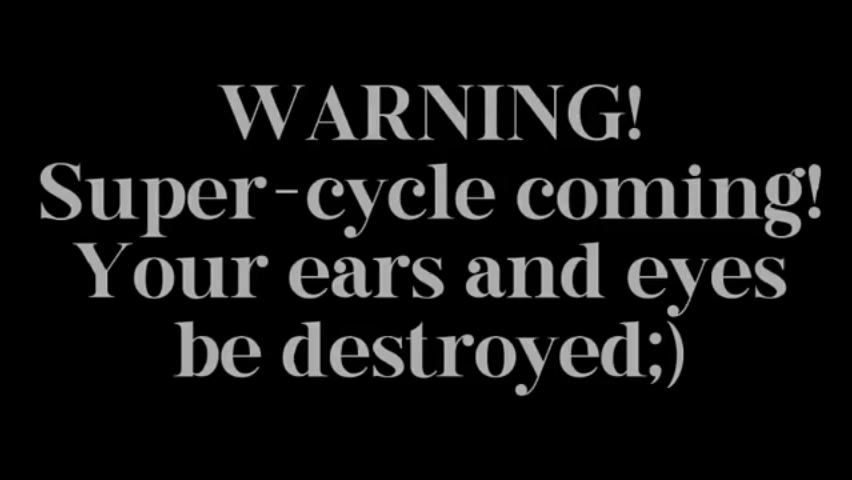 WARNING!
Super-cycle coming!
Your ears and eyes
be destroyed;)